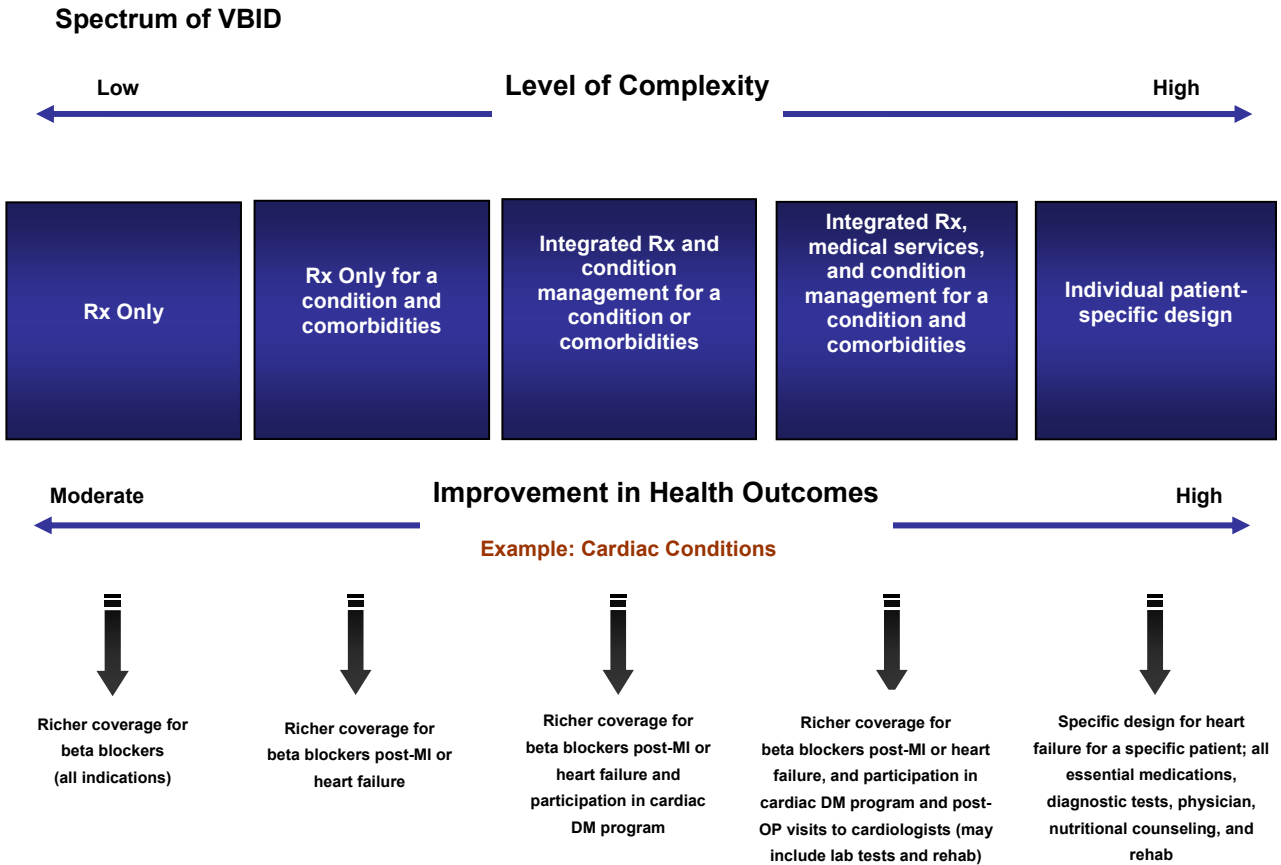 Spectrum of VBID
Low
Level of Complexity
High
Rx Only
Rx Only for a
condition and
comorbidities
Integrated Rx and
condition
management for a
condition or
comorbidities
Integrated Rx,
medical services,
and condition
management for a
condition and
comorbidities
Individual patient-
specific design
Moderate
Improvement in Health Outcomes
High
Example: Cardiac Conditions
Richer coverage for
beta blockers
(all indications)
Richer coverage for
beta blockers post-MI or
heart failure
Richer coverage for
beta blockers post-MI or
heart failure and
participation in cardiac
DM program
Richer coverage for
beta blockers post-MI or heart
failure, and participation in
cardiac DM program and post-
OP visits to cardiologists (may
include lab tests and rehab)
Specific design for heart
failure for a specific patient; all
essential medications,
diagnostic tests, physician,
nutritional counseling, and
rehab